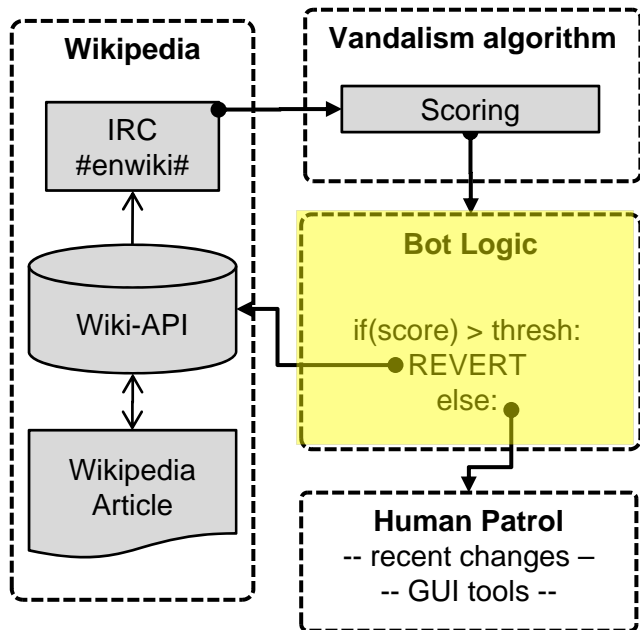 Wikipedia
IRC
#enwiki#
Wiki-API
Wikipedia
Article
Vandalism algorithm
Scoring
Bot Logic
if(score) > thresh:
REVERT
else:
Human Patrol
-- recent changes –
-- GUI tools --